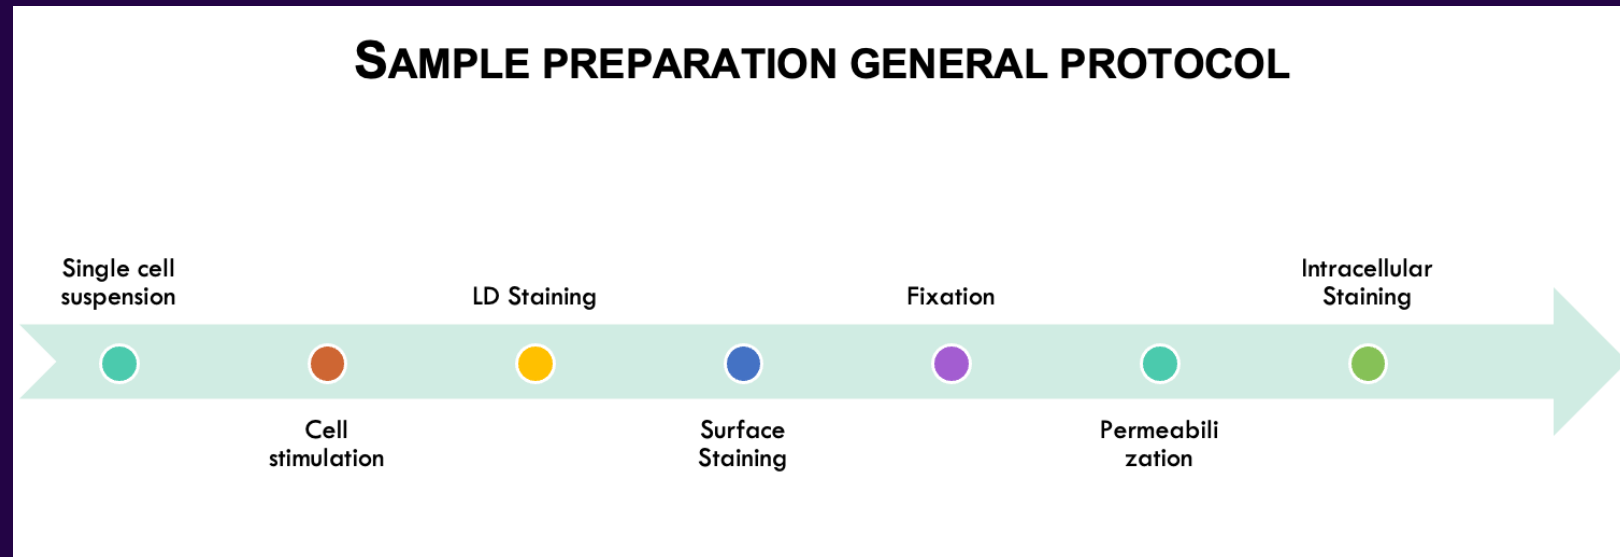 SAMPLE PREPARATION GENERAL PROTOCOL
Single cell
suspension
Cell
stimulation
LD Staining
Surface
Staining
Fixation
Permeabili
zation
Intracellular
Staining